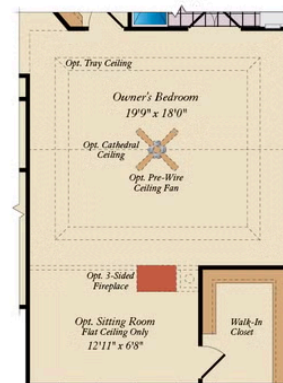 Opt. Tray Ceiling
Owner's Bedroom
19'9" x 18'0"
Opt. Cathedral
Ceiling
Opt. Pre-Wire
Ceiling Fan
Opt. 3-Sided
Fireplace
Opt. Sitting Room
Flat Ceiling Only
12'11" x 6'8"
Walk-In
Closet